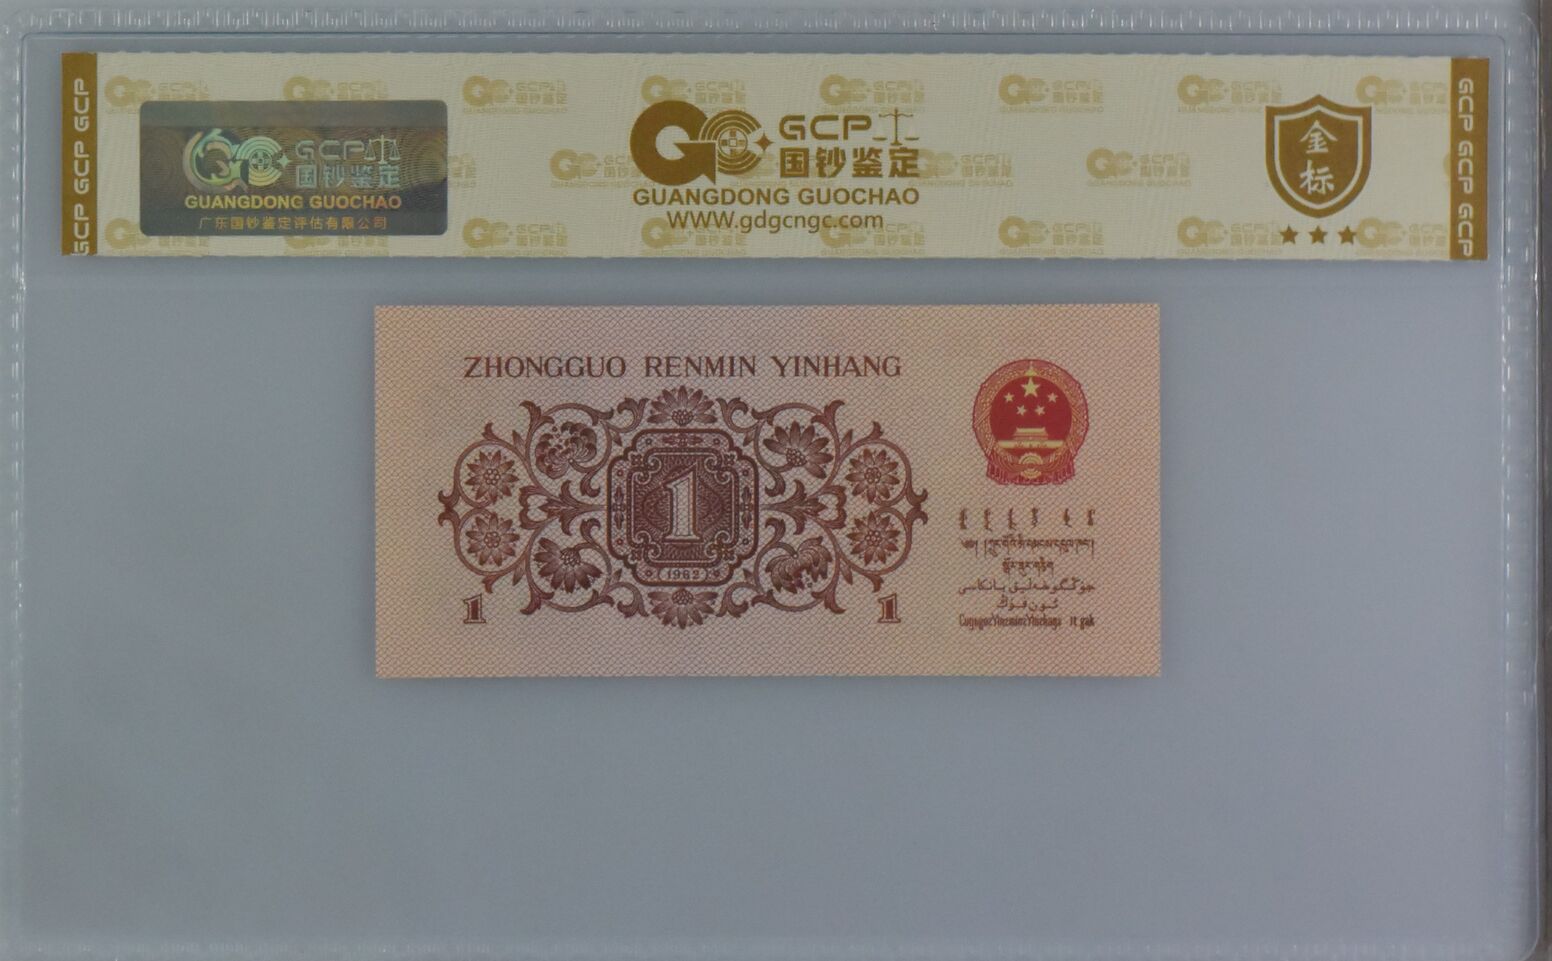 GCP GCP GCP
GCP
国钞鉴定
GUANGDONG GUOCHAO
广东国钞鉴定评估有限公司
GCP
国钞鉴定
GUANGDONG GUOCHAO
WWW.gdgcngc.com
金
标
GCP GCP GCP
ZHONGGUO RENMIN YINHANG
1
(1962)
1
1